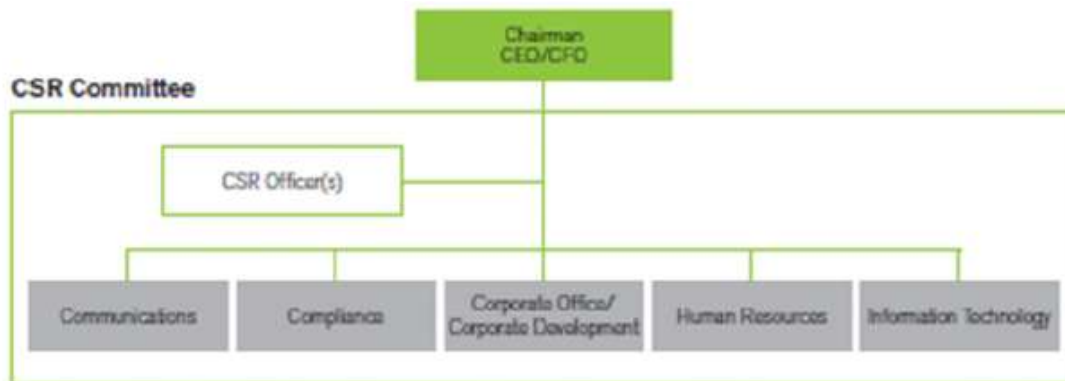 Chairman
CEO/CFO
CSR Committee
CSR Officer(s)
Communications
Compliance
Corporate Office/
Corporate Development
Human Resources
Information Technology